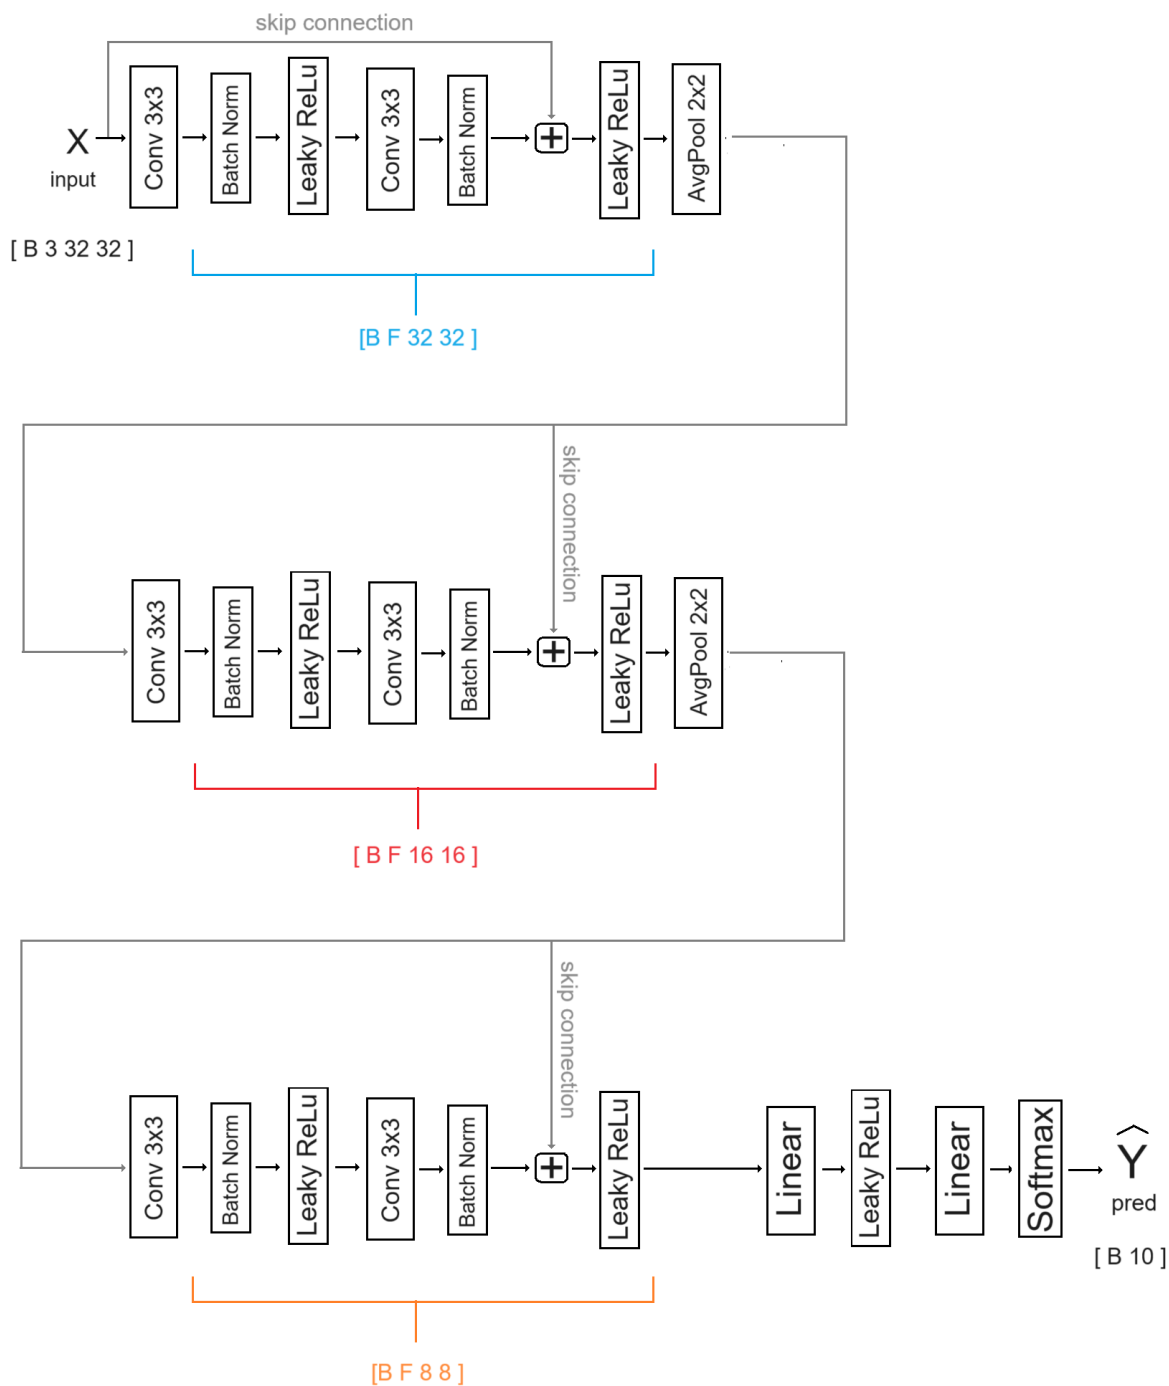 skip connection
X
input
Conv 3x3
Batch Norm
Leaky ReLu
Conv 3x3
Batch Norm
+
Leaky ReLu
AvgPool 2x2
[ B 3 32 32 ]
[B F 32 32 ]
skip connection
Conv 3x3
Batch Norm
Leaky ReLu
Conv 3x3
Batch Norm
+
Leaky ReLu
AvgPool 2x2
[ B F 16 16 ]
skip connection
Conv 3x3
Batch Norm
Leaky ReLu
Conv 3x3
Batch Norm
+
Leaky ReLu
Linear
Leaky ReLu
Linear
Softmax
Ŷ
pred
[ B 10 ]
[B F 8 8 ]